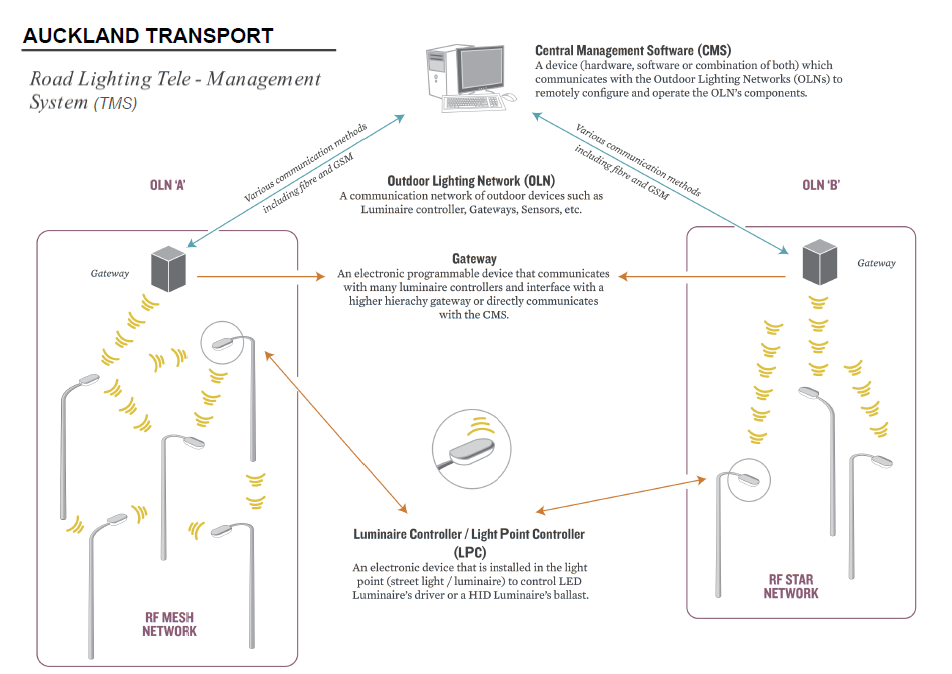 AUCKLAND TRANSPORT
Road Lighting Tele - Management
System (TMS)
Central Management Software (CMS)
A device (hardware, software or combination of both) which
communicates with the Outdoor Lighting Networks (OLNs) to
remotely configure and operate the OLN's components.
Various communication methods
including fibre and GSM
Various communication methods
including fibre and GSM
OLN 'A'
Outdoor Lighting Network (OLN)
A communication network of outdoor devices such as
Luminaire controller, Gateways, Sensors, etc.
OLN 'B'
Gateway
Gateway
An electronic programmable device that communicates
with many luminaire controllers and interface with a
higher hierachy gateway or directly communicates
with the CMS.
Gateway
Luminaire Controller / Light Point Controller
(LPC)
An electronic device that is installed in the light
point (street light / luminaire) to control LED
Luminaire's driver or a HID Luminaire's ballast.
RF MESH
NETWORK
RF STAR
NETWORK